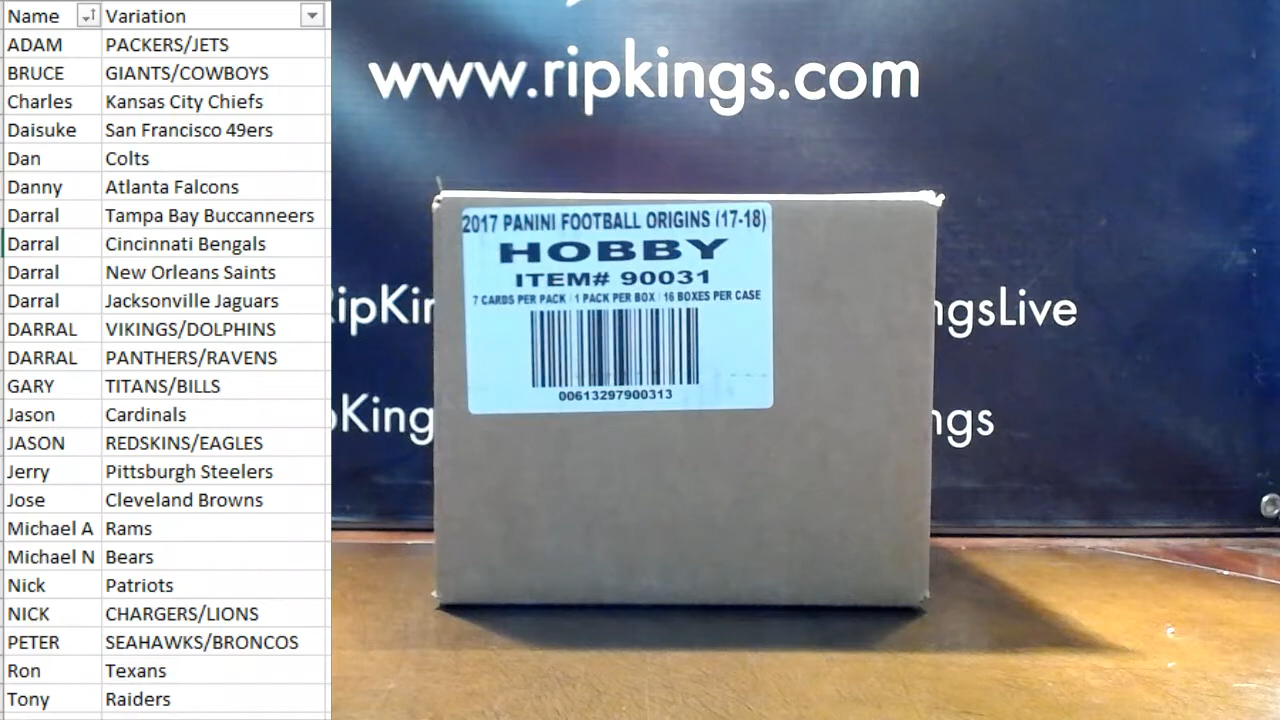 Name Variation
ADAM PACKERS/JETS
BRUCE GIANTS/COWBOYS
Charles Kansas City Chiefs
Daisuke San Francisco 49ers
Dan Colts
Danny Atlanta Falcons
Darral Tampa Bay Buccanneers
Darral Cincinnati Bengals
Darral New Orleans Saints
Darral Jacksonville Jaguars
DARRAL VIKINGS/DOLPHINS
DARRAL PANTHERS/RAVENS
GARY TITANS/BILLS
Jason Cardinals
JASON REDSKINS/EAGLES
Jerry Pittsburgh Steelers
Jose Cleveland Browns
Michael A Rams
Michael N Bears
Nick Patriots
NICK CHARGERS/LIONS
PETER SEAHAWKS/BRONCOS
Ron Texans
Tony Raiders
www.ripkings.com
2017 PANINI FOOTBALL ORIGINS (17-18)
HOBBY
ITEM# 90031
7 CARDS PER PACK / 1 PACK PER BOX / 16 BOXES PER CASE
00613297900313
RipKin ngsLive
pKing ngs